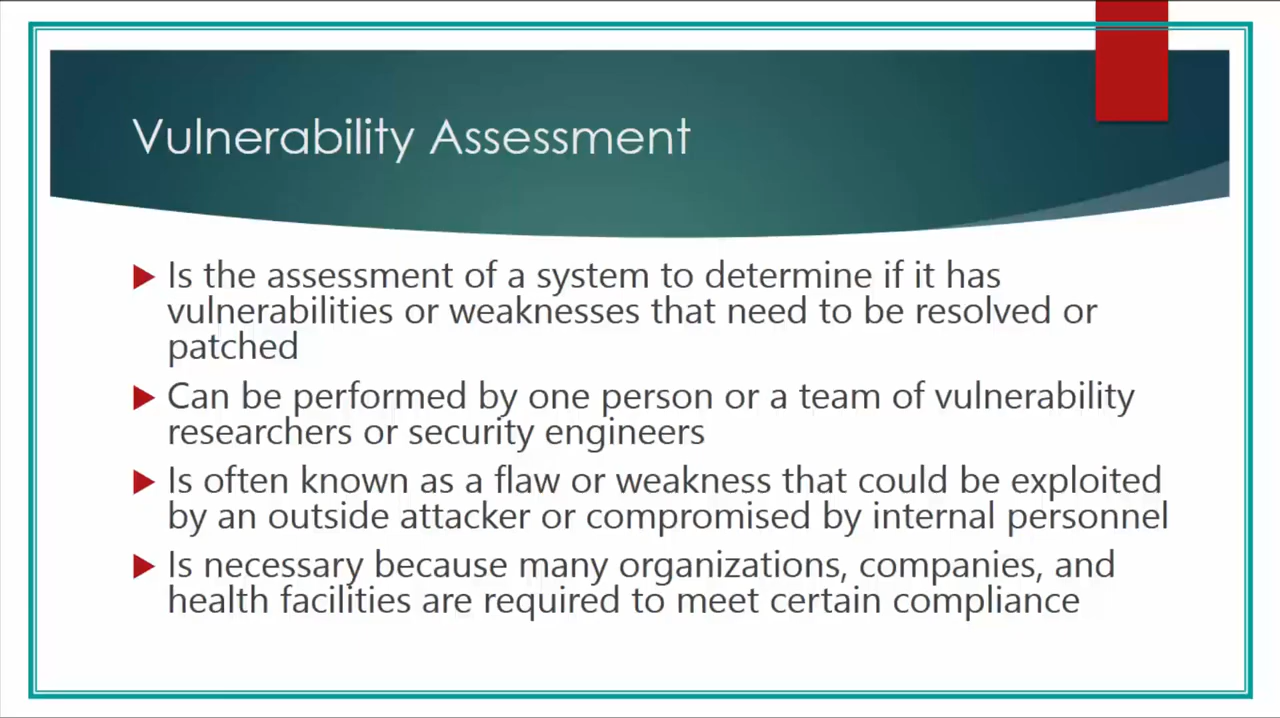 Vulnerability Assessment
Is the assessment of a system to determine if it has
vulnerabilities or weaknesses that need to be resolved or
patched
Can be performed by one person or a team of vulnerability
researchers or security engineers
Is often known as a flaw or weakness that could be exploited
by an outside attacker or compromised by internal personnel
Is necessary because many organizations, companies, and
health facilities are required to meet certain compliance